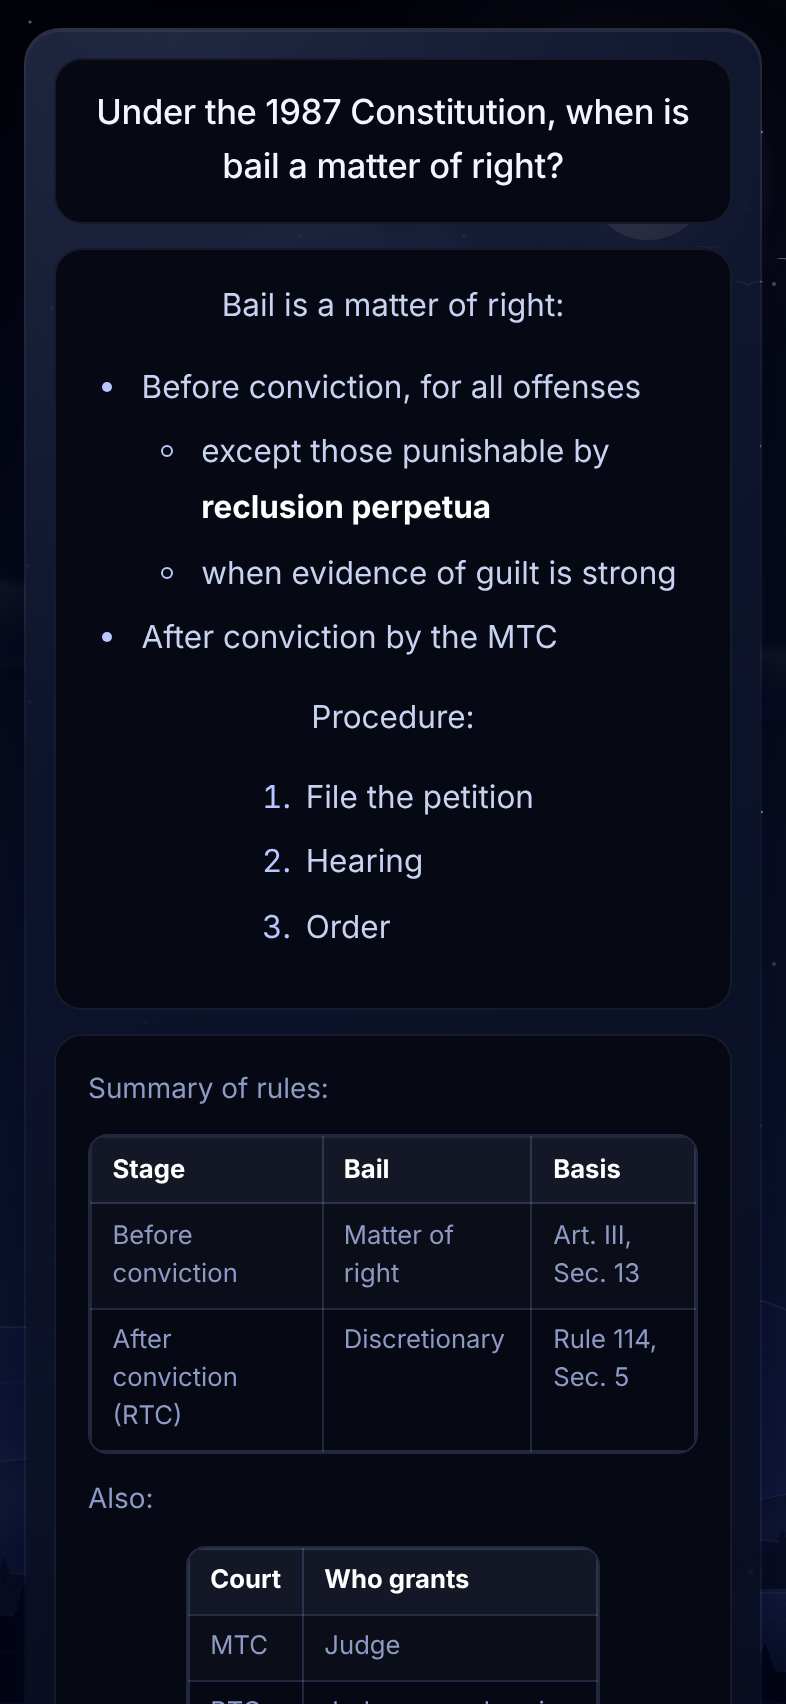 Under the 1987 Constitution, when is
bail a matter of right?
Bail is a matter of right:
• Before conviction, for all offenses
○ except those punishable by
reclusion perpetua
○ when evidence of guilt is strong
• After conviction by the MTC
Procedure:
1. File the petition
2. Hearing
3. Order
Summary of rules:
Stage Bail Basis
Before Matter of Art. III,
conviction right Sec. 13
After Discretionary Rule 114,
conviction Sec. 5
(RTC)
Also:
Court Who grants
MTC Judge